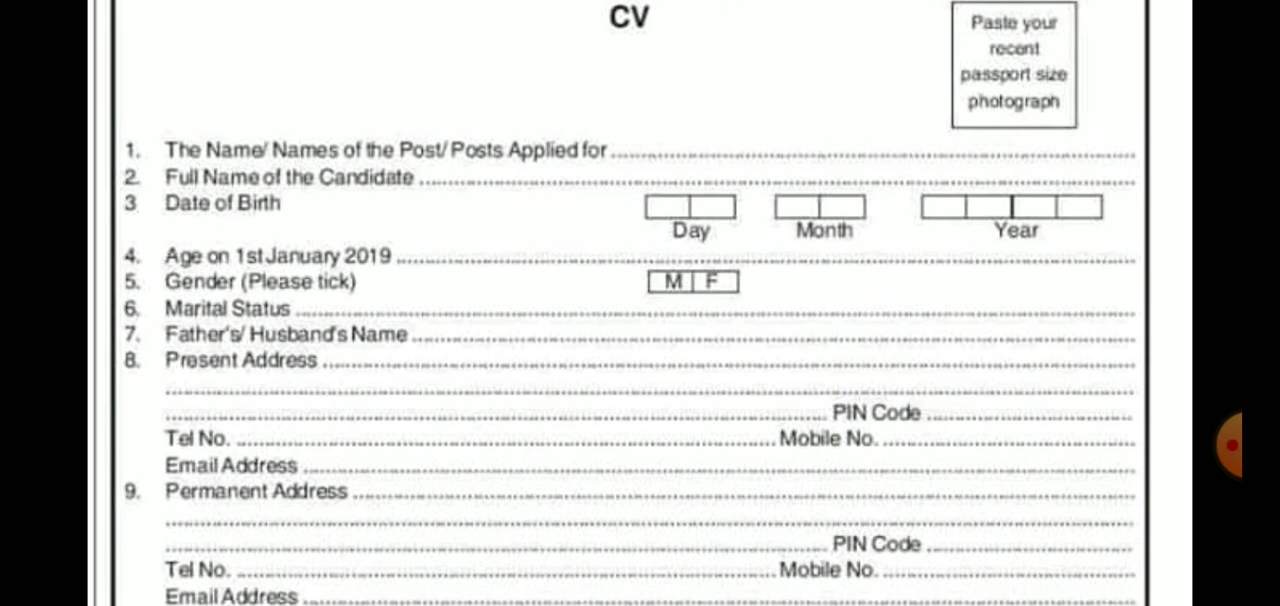 CV
Paste your
recent
passport size
photograph
1. The Name/ Names of the Post/ Posts Applied for
2. Full Name of the Candidate
3 Date of Birth
Day Month Year
4. Age on 1st January 2019
5. Gender (Please tick) M F
6. Marital Status
7. Father's/ Husband's Name
8. Present Address
PIN Code
Tel No. Mobile No.
Email Address
9. Permanent Address
PIN Code
Tel No. Mobile No.
Email Address